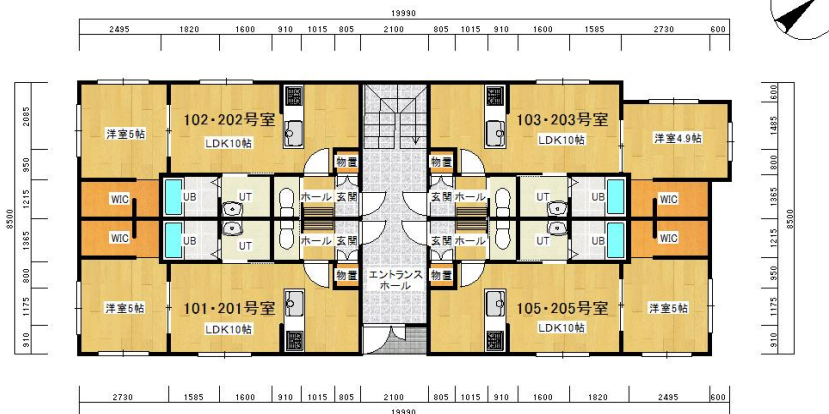 19990
2495 1820 1600 910 1015 805 2100 805 1015 910 1600 1585 2730 600
8500
2085 950 1215 1365 800 1175 910
600 1485 800 1365 1215 950 1175 910
8500
102・202号室
LDK10帖
103・203号室
LDK10帖
洋室5帖
洋室4.9帖
物置
物置
WIC
UB
UT
ホール
玄関
玄関
ホール
UT
UB
WIC
WIC
UB
UT
ホール
玄関
玄関
ホール
UT
UB
WIC
物置
エントランス
ホール
物置
洋室5帖
101・201号室
LDK10帖
105・205号室
LDK10帖
洋室5帖
2730 1585 1600 910 1015 805 2100 805 1015 910 1600 1820 2495 600
19990